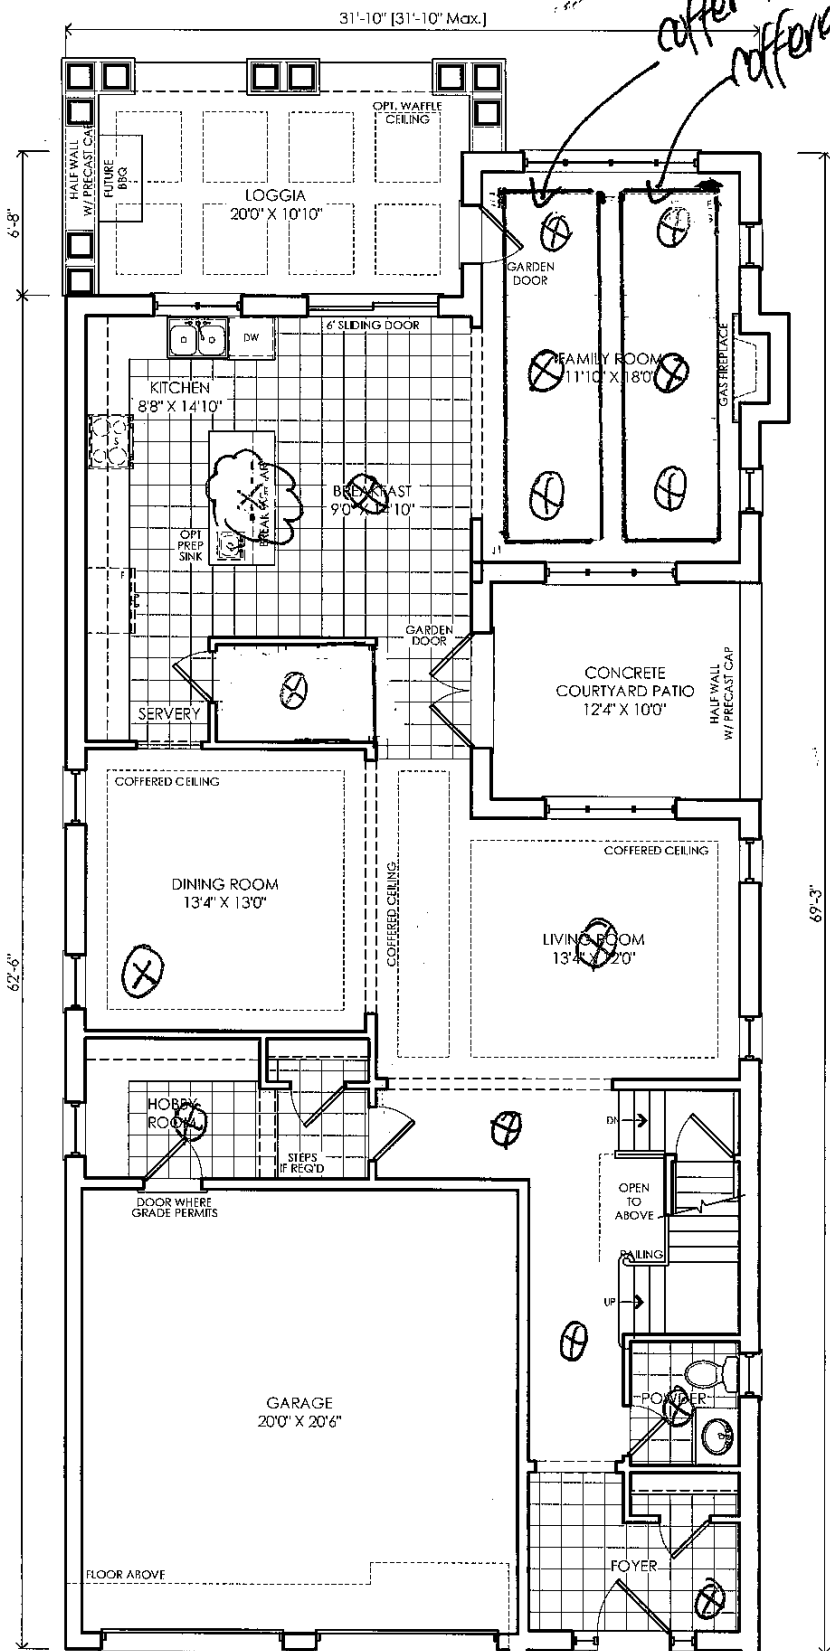 31'-10" [31'-10" Max.]
OPT. WAFFLE
CEILING
HALF WALL
W/ PRECAST CAP
FUTURE
BBQ
LOGGIA
20'0" X 10'10"
6'-8"
GARDEN
DOOR
6' SLIDING DOOR
DW
KITCHEN
8'8" X 14'10"
FAMILY ROOM
11'10" X 18'0"
GAS FIREPLACE
S
BREAKFAST
OPT
PREP
SINK
F
GARDEN
DOOR
SERVERY
CONCRETE
COURTYARD PATIO
12'4" X 10'0"
HALF WALL
W/ PRECAST CAP
COFFERED CEILING
COFFERED CEILING
COFFERED CEILING
DINING ROOM
13'4" X 13'0"
LIVING ROOM
13'4" X 12'0"
69'-3"
62'-6"
HOBBY
ROOM
STEPS
IF REQ'D
DN
OPEN
TO
ABOVE
DOOR WHERE
GRADE PERMITS
RAILING
UP
GARAGE
20'0" X 20'6"
POWDER
FLOOR ABOVE
FOYER